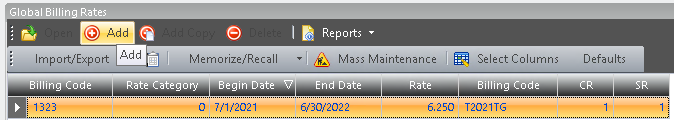 Global Billing Rates
Open Add Add Copy Delete Reports
Add
Import/Export Memorize/Recall Mass Maintenance Select Columns Defaults
Billing Code Rate Category Begin Date End Date Rate Billing Code CR SR
1323 0 7/1/2021 6/30/2022 6.250 T2021TG 1 1